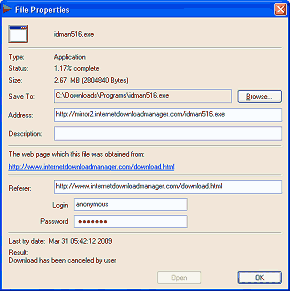 File Properties
idman516.exe
Type: Application
Status: 1.17% complete
Size: 2.67 MB (2804840 Bytes)
Save To: C:\Downloads\Programs\idman516.exe Browse...
Address: http://mirror2.internetdownloadmanager.com/idman516.exe
Description:
The web page which this file was obtained from:
http://www.internetdownloadmanager.com/download.html
Referer: http://www.internetdownloadmanager.com/download.html
Login anonymous
Password •••••••
Last try date: Mar 31 05:42:12 2009
Result:
Download has been canceled by user
Open OK